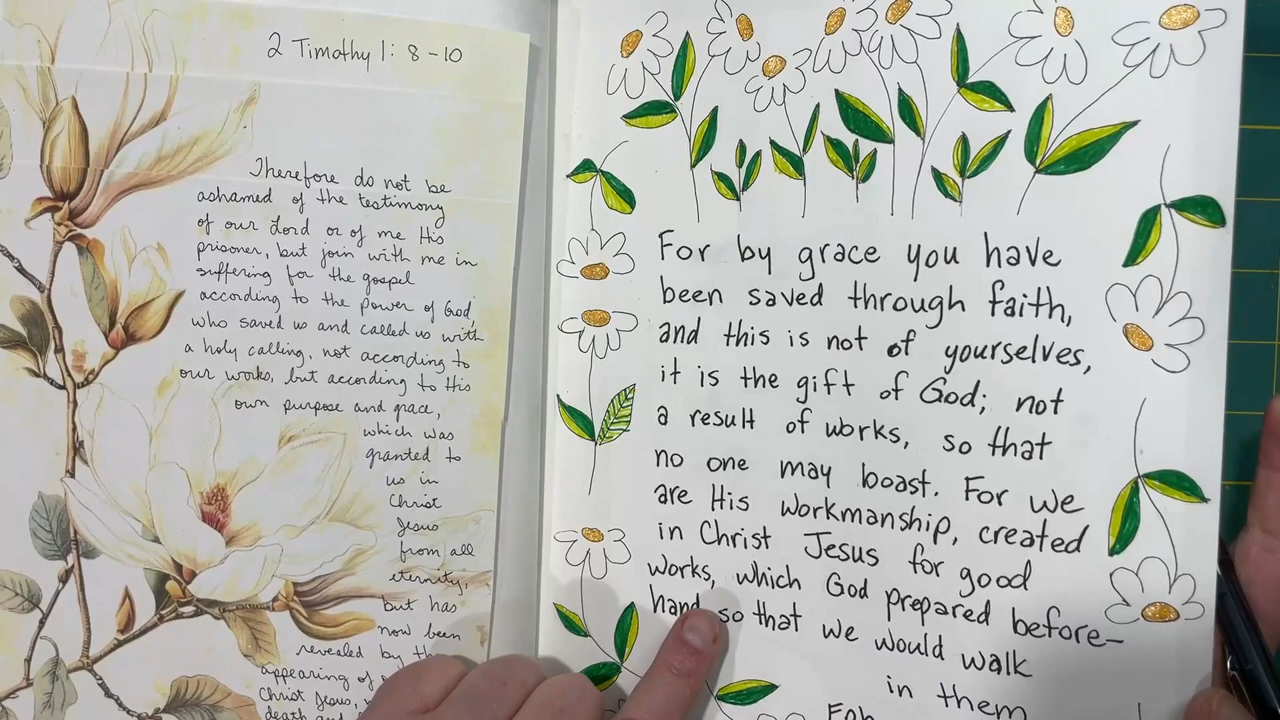 2 Timothy 1: 8-10
Therefore do not be
ashamed of the testimony
of our Lord or of me His
prisoner, but join with me in
suffering for the gospel
according to the power of God,
who saved us and called us with
a holy calling, not according to
our works, but according to His
own purpose and grace,
which was
granted to
us in
Christ
Jesus
from all
eternity,
but has
now been
revealed by the
appearing of
Christ Jesus,
death and
For by grace you have
been saved through faith,
and this is not of yourselves,
it is the gift of God; not
a result of works, so that
no one may boast. For we
are His workmanship, created
in Christ Jesus for good
works, which God prepared before-
hand so that we would walk
in them
Eph